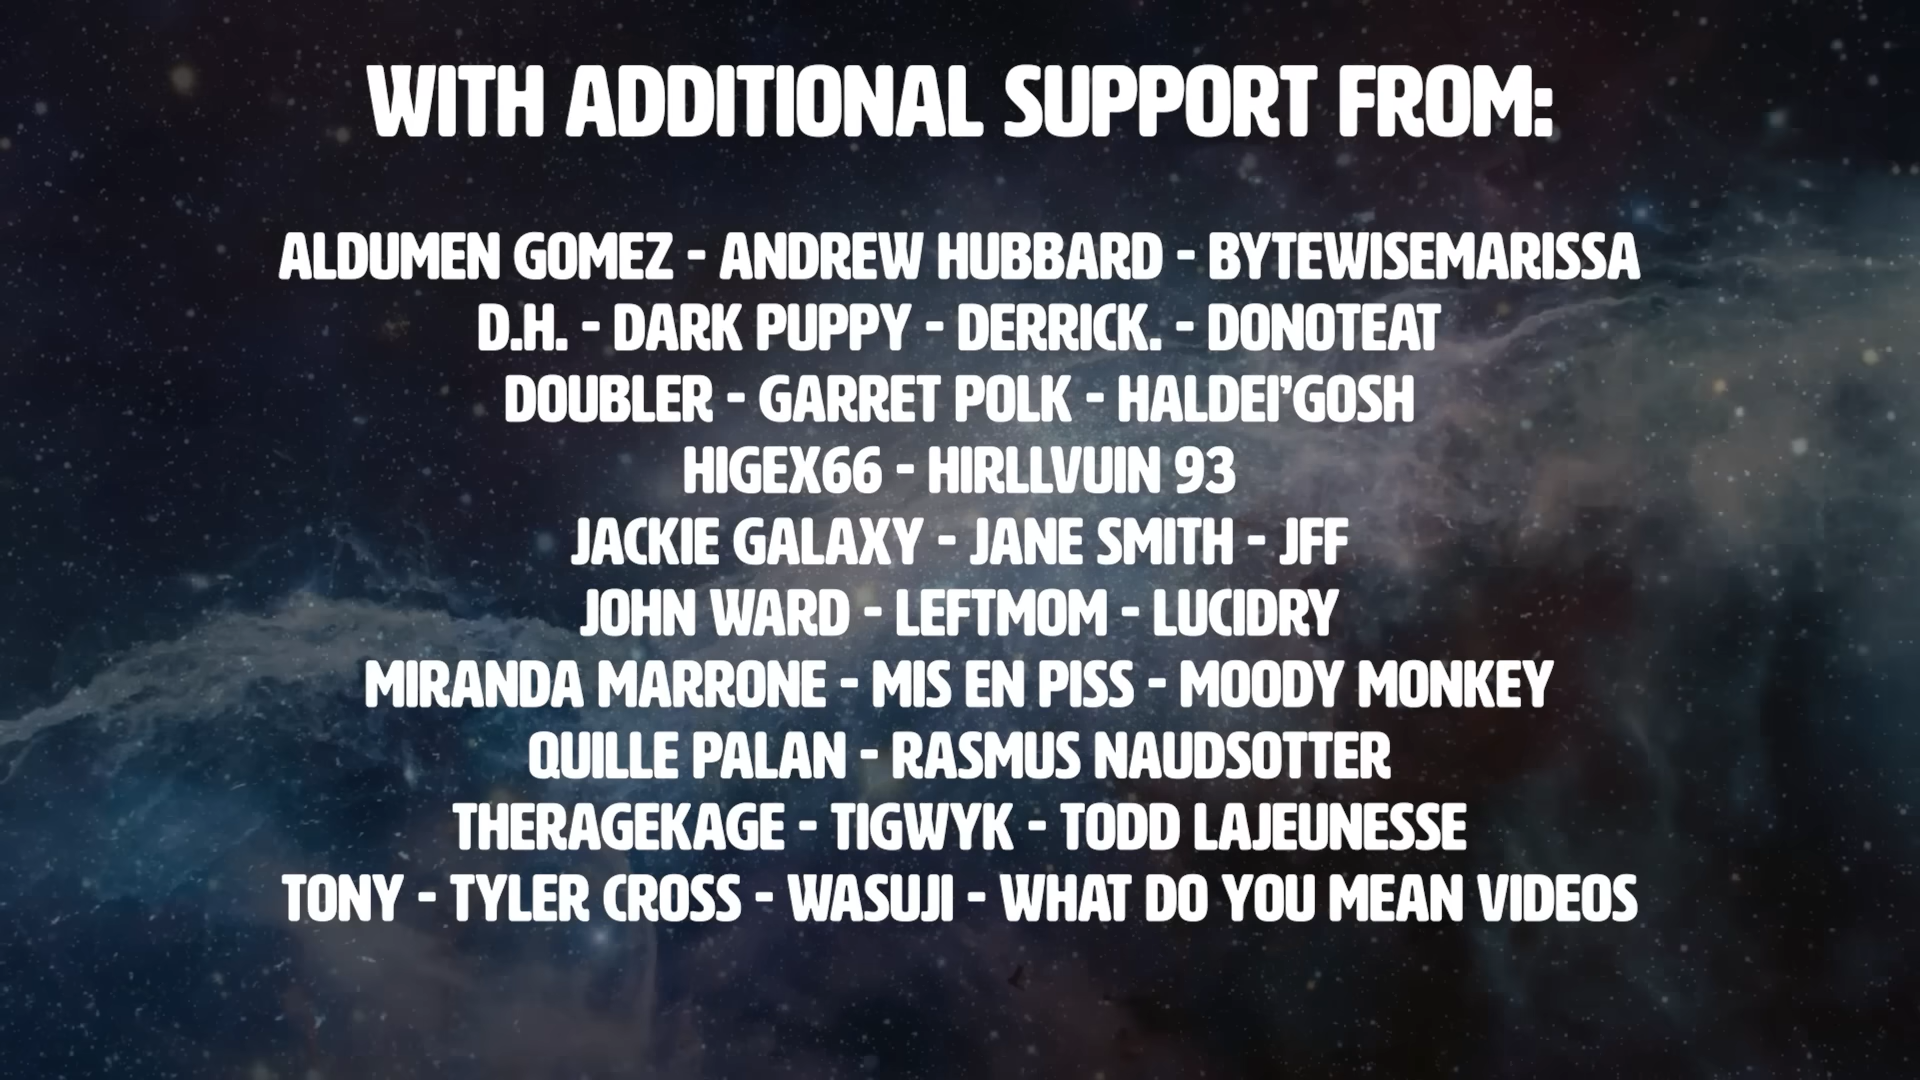 WITH ADDITIONAL SUPPORT FROM:
ALDUMEN GOMEZ - ANDREW HUBBARD - BYTEWISEMARISSA
D.H. - DARK PUPPY - DERRICK. - DONOTEAT
DOUBLER - GARRET POLK - HALDEI'GOSH
HIGEX66 - HIRLLVUIN 93
JACKIE GALAXY - JANE SMITH - JFF
JOHN WARD - LEFTMOM - LUCIDRY
MIRANDA MARRONE - MIS EN PISS - MOODY MONKEY
QUILLE PALAN - RASMUS NAUDSOTTER
THERAGEKAGE - TIGWYK - TODD LAJEUNESSE
TONY - TYLER CROSS - WASUJI - WHAT DO YOU MEAN VIDEOS